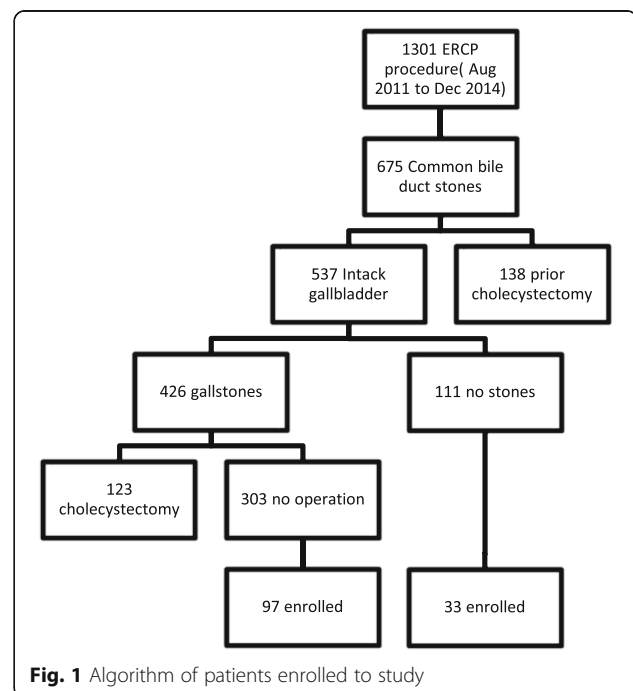 1301 ERCP
procedure( Aug
2011 to Dec 2014)
675 Common bile
duct stones
537 Intack
gallbladder
138 prior
cholecystectomy
426 gallstones
111 no stones
123
cholecystectomy
303 no operation
97 enrolled
33 enrolled
Fig. 1 Algorithm of patients enrolled to study